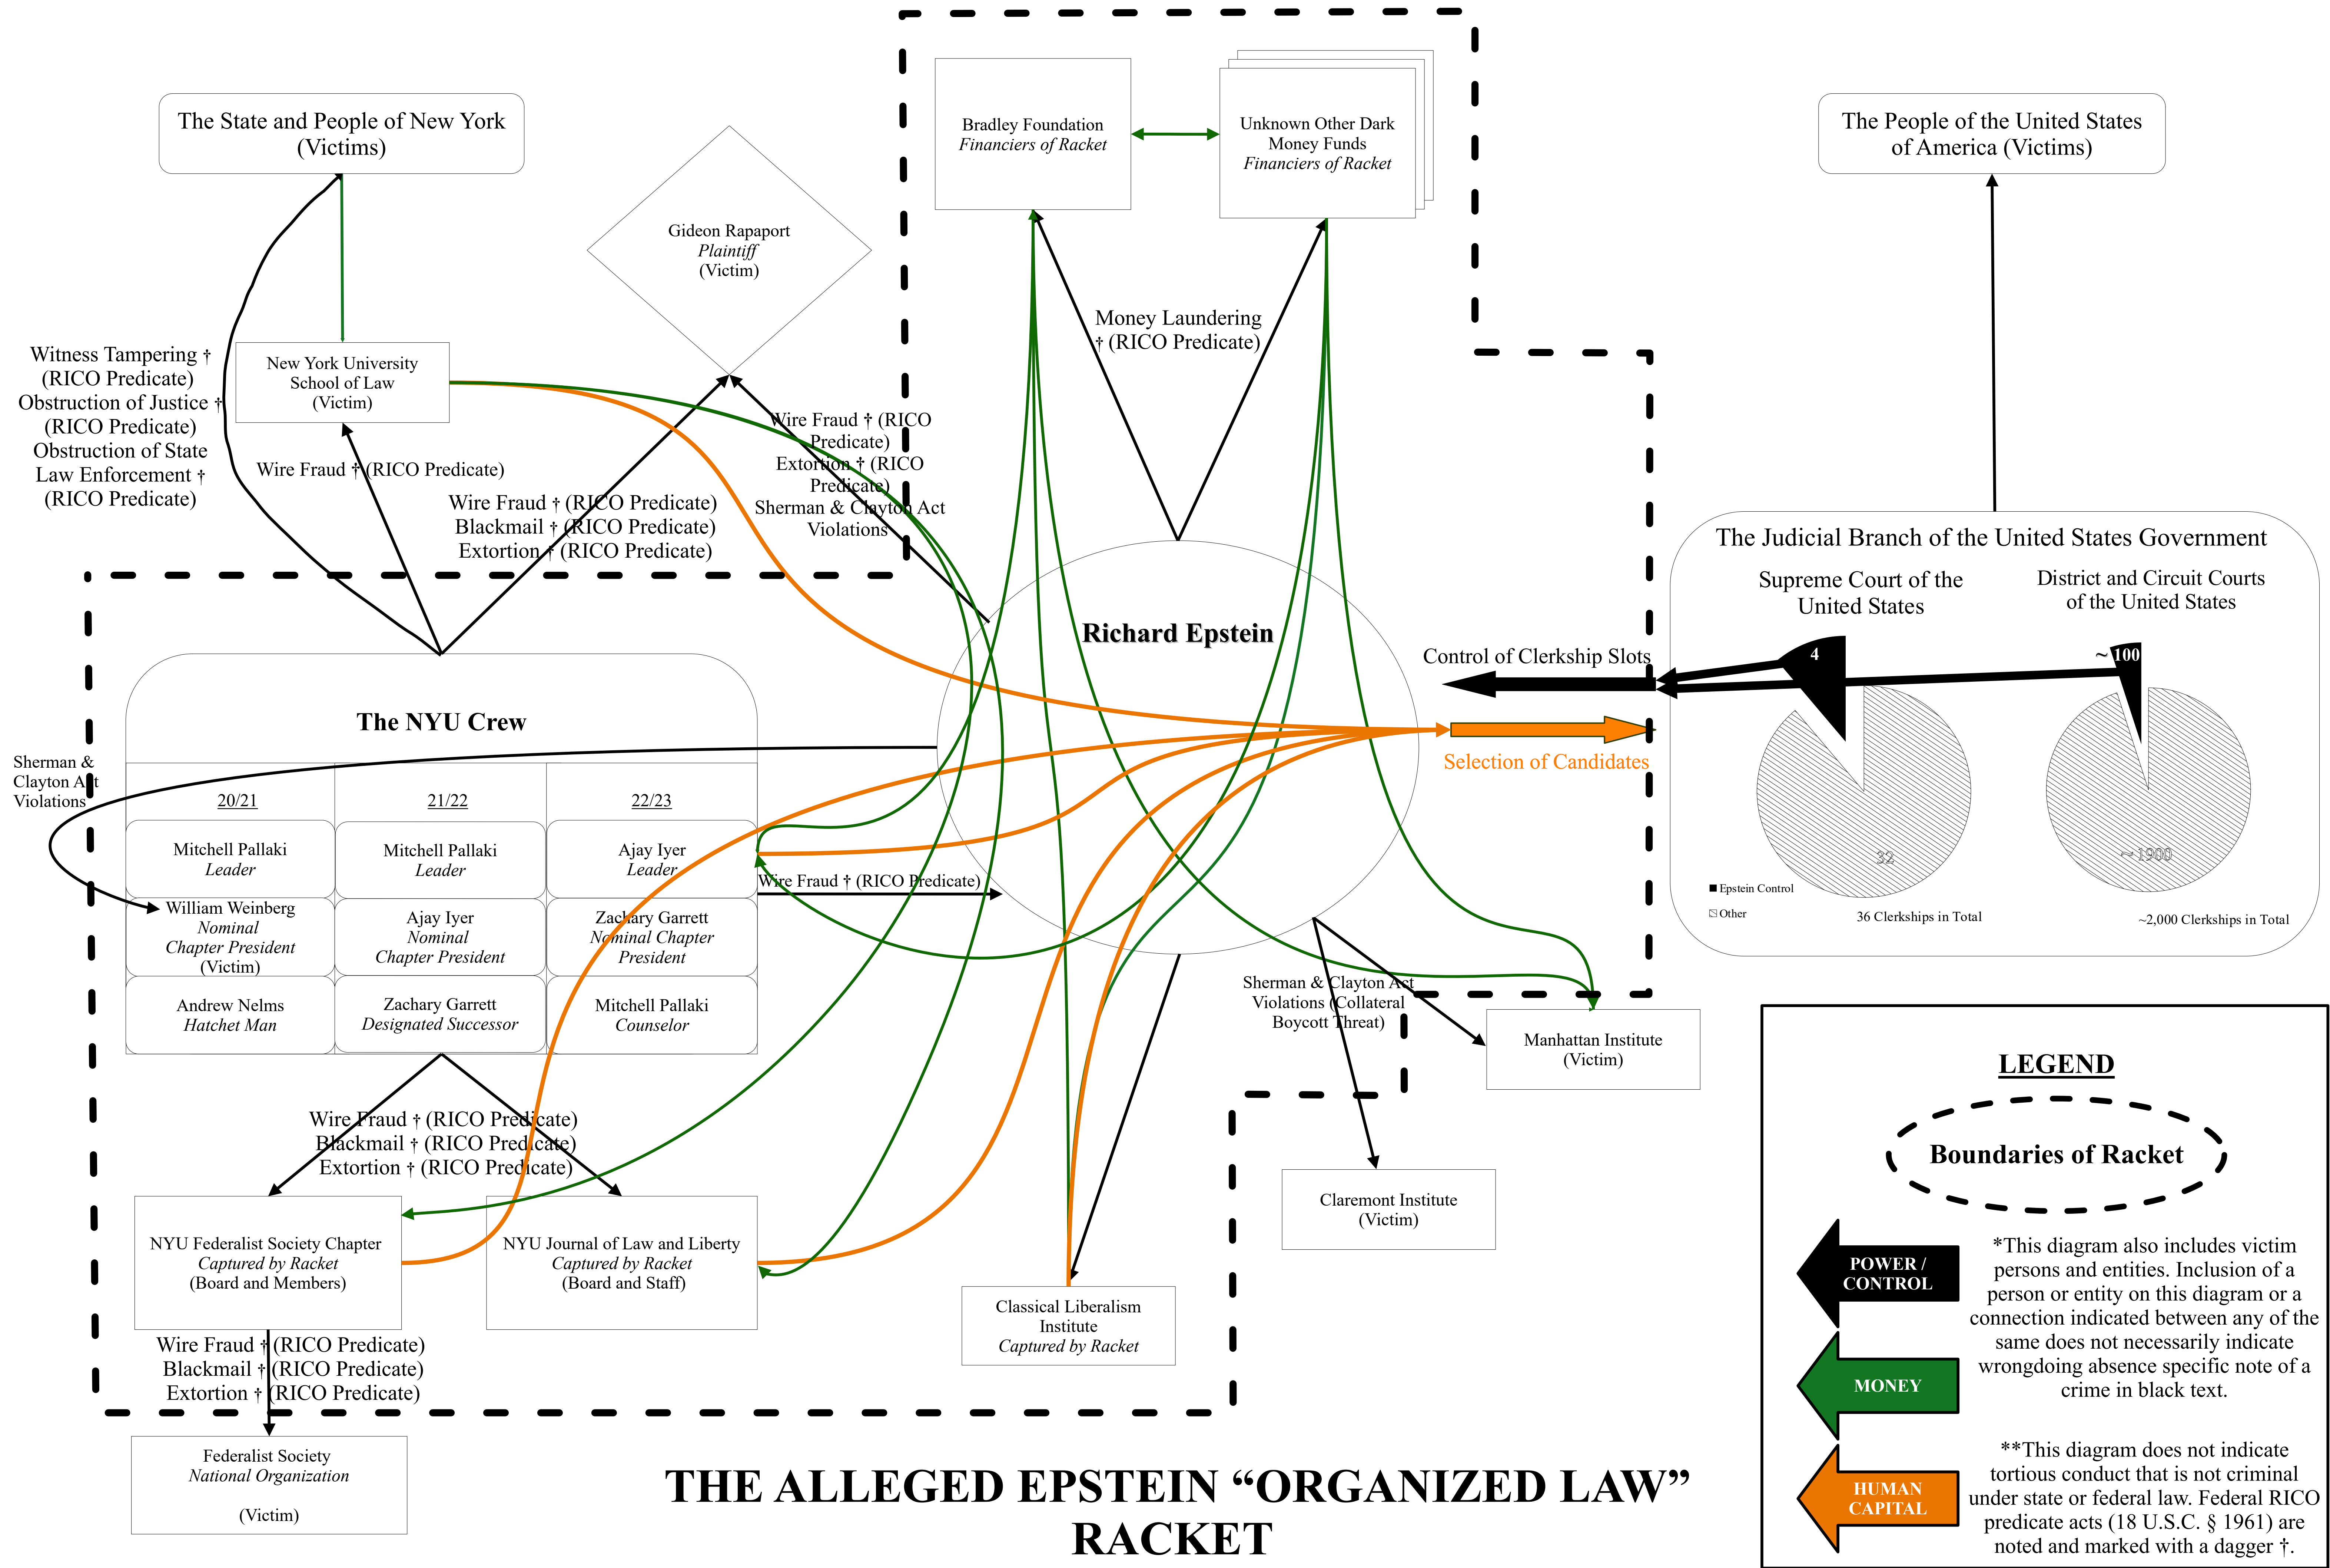 The State and People of New York
(Victims)
Gideon Rapaport
Plaintiff
(Victim)
Bradley Foundation
Financiers of Racket
Unknown Other Dark
Money Funds
Financiers of Racket
The People of the United States
of America (Victims)
Witness Tampering †
(RICO Predicate)
Obstruction of Justice †
(RICO Predicate)
Obstruction of State
Law Enforcement †
(RICO Predicate)
New York University
School of Law
(Victim)
Wire Fraud † (RICO Predicate)
Wire Fraud † (RICO Predicate)
Blackmail † (RICO Predicate)
Extortion † (RICO Predicate)
Wire Fraud † (RICO
Predicate)
Extortion † (RICO
Predicate)
Sherman & Clayton Act
Violations
Money Laundering
† (RICO Predicate)
The Judicial Branch of the United States Government
Supreme Court of the
United States
District and Circuit Courts
of the United States
4
~ 100
32
~ 1900
Epstein Control
Other
36 Clerkships in Total
~2,000 Clerkships in Total
Richard Epstein
Control of Clerkship Slots
Selection of Candidates
The NYU Crew
Sherman &
Clayton Act
Violations
20/21
21/22
22/23
Mitchell Pallaki
Leader
Mitchell Pallaki
Leader
Ajay Iyer
Leader
William Weinberg
Nominal
Chapter President
(Victim)
Ajay Iyer
Nominal
Chapter President
Zachary Garrett
Nominal Chapter
President
Andrew Nelms
Hatchet Man
Zachary Garrett
Designated Successor
Mitchell Pallaki
Counselor
Wire Fraud † (RICO Predicate)
Sherman & Clayton Act
Violations (Collateral
Boycott Threat)
Manhattan Institute
(Victim)
Claremont Institute
(Victim)
Wire Fraud † (RICO Predicate)
Blackmail † (RICO Predicate)
Extortion † (RICO Predicate)
NYU Federalist Society Chapter
Captured by Racket
(Board and Members)
NYU Journal of Law and Liberty
Captured by Racket
(Board and Staff)
Classical Liberalism
Institute
Captured by Racket
Wire Fraud † (RICO Predicate)
Blackmail † (RICO Predicate)
Extortion † (RICO Predicate)
Federalist Society
National Organization
(Victim)
LEGEND
Boundaries of Racket
POWER /
CONTROL
MONEY
HUMAN
CAPITAL
*This diagram also includes victim
persons and entities. Inclusion of a
person or entity on this diagram or a
connection indicated between any of the
same does not necessarily indicate
wrongdoing absence specific note of a
crime in black text.
**This diagram does not indicate
tortious conduct that is not criminal
under state or federal law. Federal RICO
predicate acts (18 U.S.C. § 1961) are
noted and marked with a dagger †.
THE ALLEGED EPSTEIN “ORGANIZED LAW”
RACKET